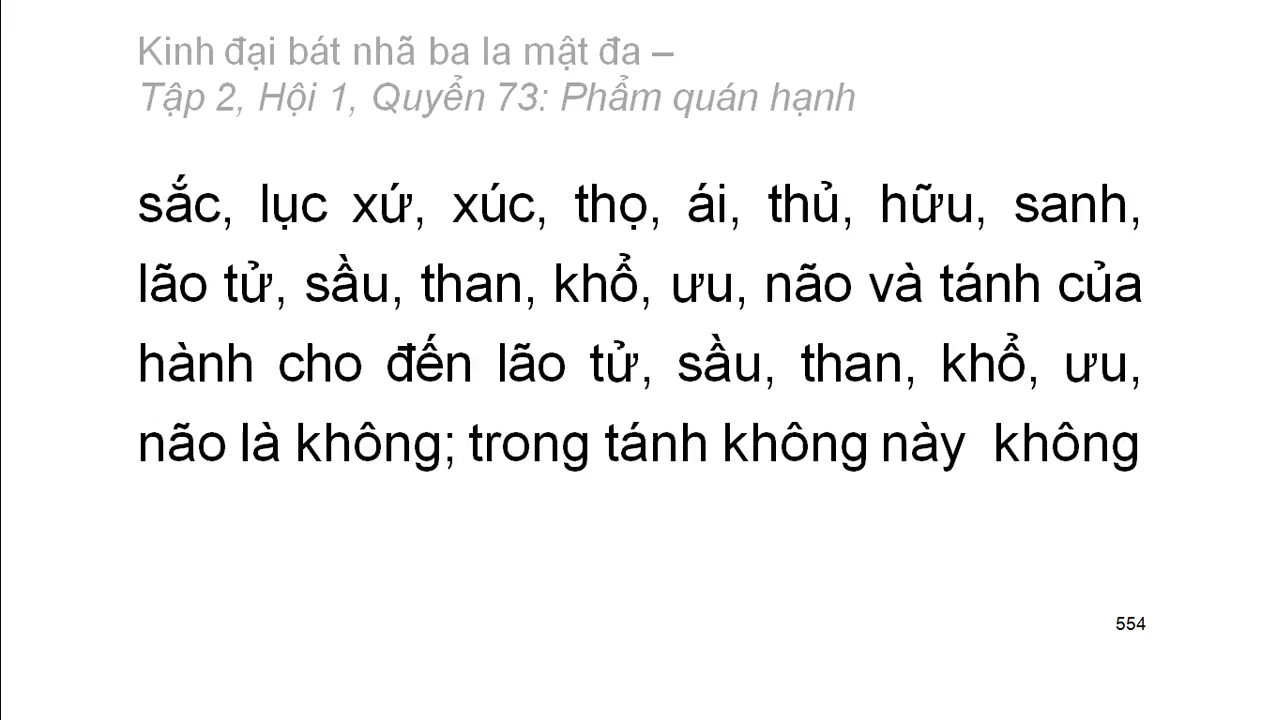 Kinh đại bát nhã ba la mật đa –
Tập 2, Hội 1, Quyển 73: Phẩm quán hạnh
sắc, lục xứ, xúc, thọ, ái, thủ, hữu, sanh,
lão tử, sầu, than, khổ, ưu, não và tánh của
hành cho đến lão tử, sầu, than, khổ, ưu,
não là không; trong tánh không này không
554